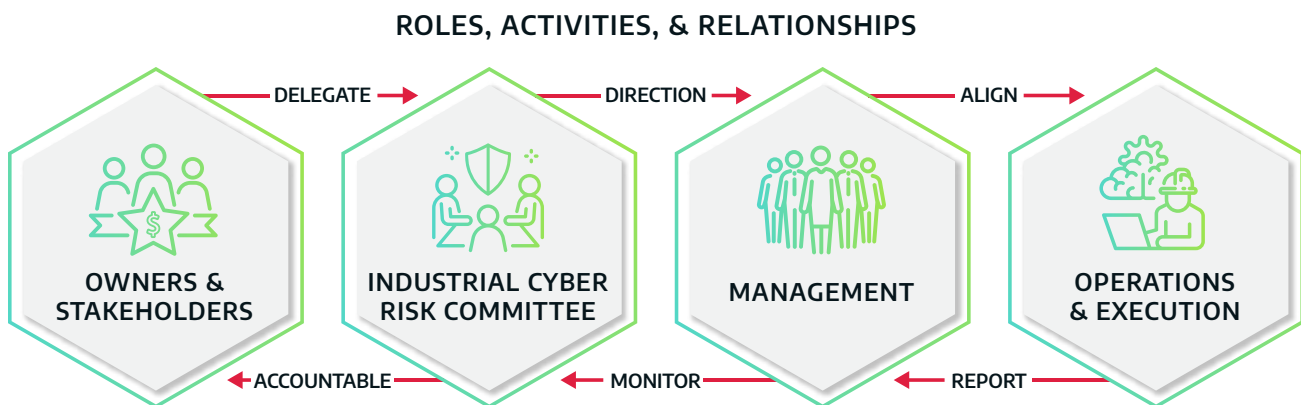 ROLES, ACTIVITIES, & RELATIONSHIPS
DELEGATE
DIRECTION
ALIGN
$
OWNERS &
STAKEHOLDERS
INDUSTRIAL CYBER
RISK COMMITTEE
MANAGEMENT
OPERATIONS
& EXECUTION
ACCOUNTABLE
MONITOR
REPORT